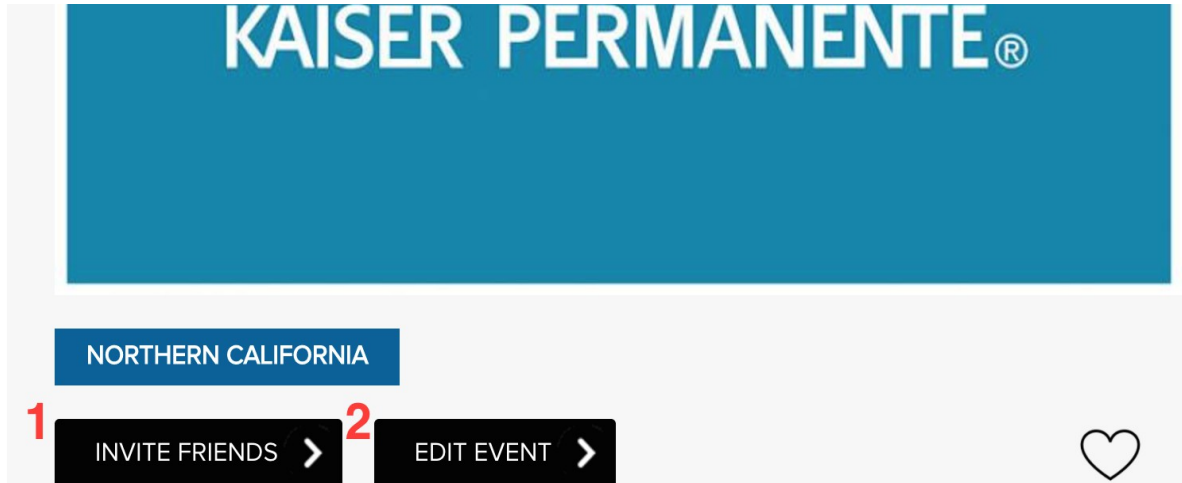 KAISER PERMANENTE®
NORTHERN CALIFORNIA
1 INVITE FRIENDS 2 EDIT EVENT